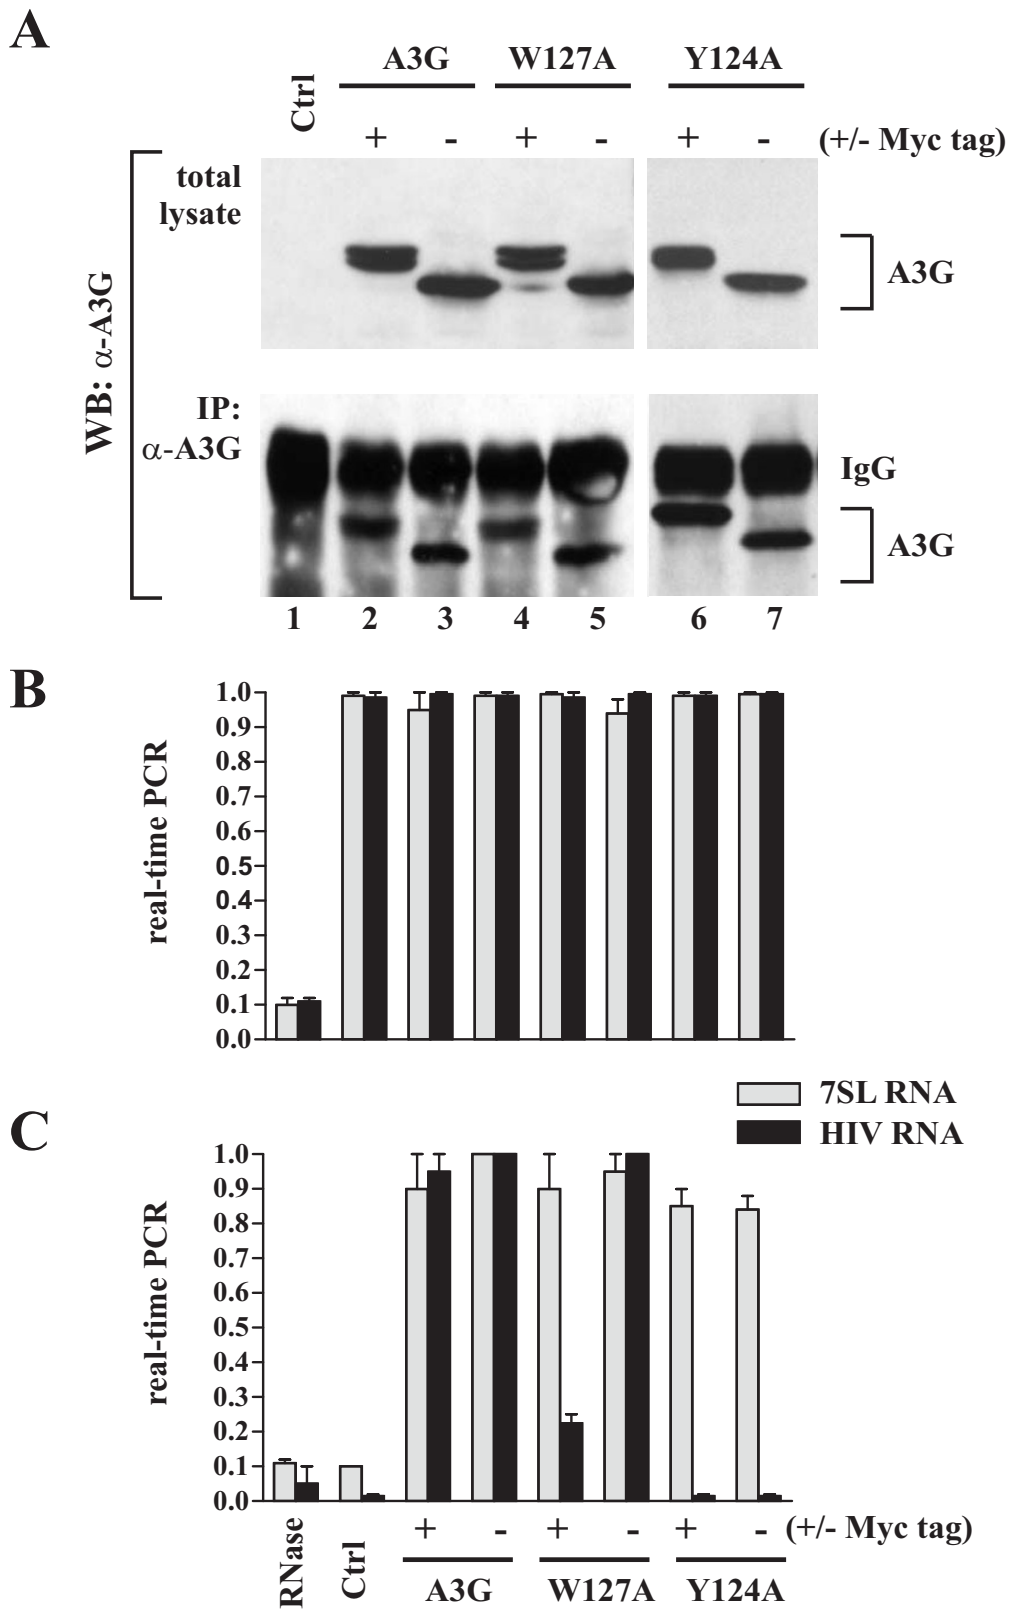 A
Ctrl
A3G W127A Y124A
+ - + - + - (+/- Myc tag)
WB: α-A3G
total
lysate
A3G
IP:
α-A3G
IgG
A3G
1 2 3 4 5 6 7
B
real-time PCR
1.0
0.9
0.8
0.7
0.6
0.5
0.4
0.3
0.2
0.1
0.0
7SL RNA
HIV RNA
C
real-time PCR
1.0
0.9
0.8
0.7
0.6
0.5
0.4
0.3
0.2
0.1
0.0
RNase
Ctrl
+ - + - + - (+/- Myc tag)
A3G W127A Y124A